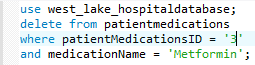 use west_lake_hospitaldatabase;
delete from patientmedications
where patientMedicationsID = '3'
and medicationName = 'Metformin';